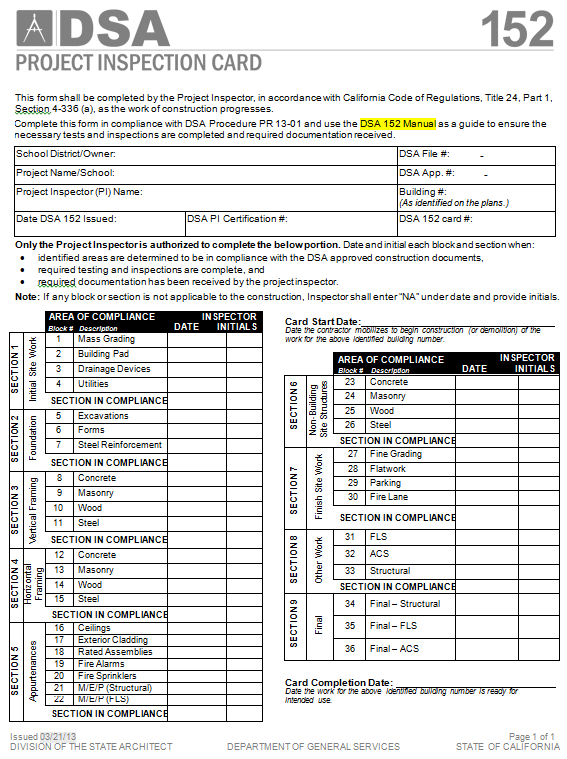 DSA
152
PROJECT INSPECTION CARD
This form shall be completed by the Project Inspector, in accordance with California Code of Regulations, Title 24, Part 1,
Section 4-336 (a), as the work of construction progresses.
Complete this form in compliance with DSA Procedure PR 13-01 and use the DSA 152 Manual as a guide to ensure the
necessary tests and inspections are completed and required documentation received.
School District/Owner:
DSA File #: -
Project Name/School:
DSA App. #: -
Project Inspector (PI) Name:
Building #:
(As identified on the plans.)
Date DSA 152 Issued:
DSA PI Certification #:
DSA 152 card #:
Only the Project Inspector is authorized to complete the below portion. Date and initial each block and section when:
• identified areas are determined to be in compliance with the DSA approved construction documents,
• required testing and inspections are complete, and
• required documentation has been received by the project inspector.
Note: If any block or section is not applicable to the construction, Inspector shall enter "NA" under date and provide initials.
AREA OF COMPLIANCE
INSPECTOR
Block # Description
DATE
INITIALS
SECTION 1
Initial Site Work
1 Mass Grading
2 Building Pad
3 Drainage Devices
4 Utilities
SECTION IN COMPLIANCE
SECTION 2
Foundation
5 Excavations
6 Forms
7 Steel Reinforcement
SECTION IN COMPLIANCE
SECTION 3
Vertical Framing
8 Concrete
9 Masonry
10 Wood
11 Steel
SECTION IN COMPLIANCE
SECTION 4
Horizontal
Framing
12 Concrete
13 Masonry
14 Wood
15 Steel
SECTION IN COMPLIANCE
SECTION 5
Appurtenances
16 Ceilings
17 Exterior Cladding
18 Rated Assemblies
19 Fire Alarms
20 Fire Sprinklers
21 M/E/P (Structural)
22 M/E/P (FLS)
SECTION IN COMPLIANCE
Card Start Date:
Date the contractor mobilizes to begin construction (or demolition) of the
work for the above identified building number.
AREA OF COMPLIANCE
INSPECTOR
Block # Description
DATE
INITIALS
SECTION 6
Non-Building
Site Structures
23 Concrete
24 Masonry
25 Wood
26 Steel
SECTION IN COMPLIANCE
SECTION 7
Finish Site Work
27 Fine Grading
28 Flatwork
29 Parking
30 Fire Lane
SECTION IN COMPLIANCE
SECTION 8
Other Work
31 FLS
32 ACS
33 Structural
SECTION IN COMPLIANCE
SECTION 9
Final
34 Final – Structural
35 Final – FLS
36 Final – ACS
Card Completion Date:
Date the work for the above identified building number is ready for
intended use.
Issued 03/21/13
Page 1 of 1
DIVISION OF THE STATE ARCHITECT
DEPARTMENT OF GENERAL SERVICES
STATE OF CALIFORNIA